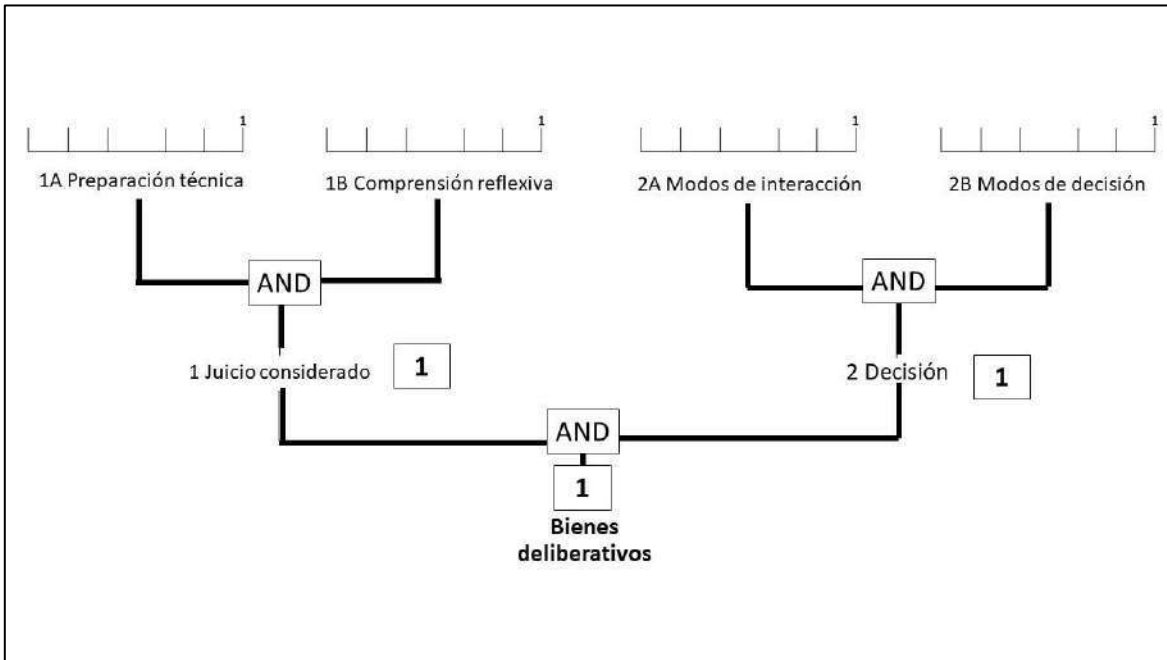 1
1
1
1
1A Preparación técnica
1B Comprensión reflexiva
2A Modos de interacción
2B Modos de decisión
AND
AND
1 Juicio considerado
1
2 Decisión
1
AND
1
Bienes
deliberativos